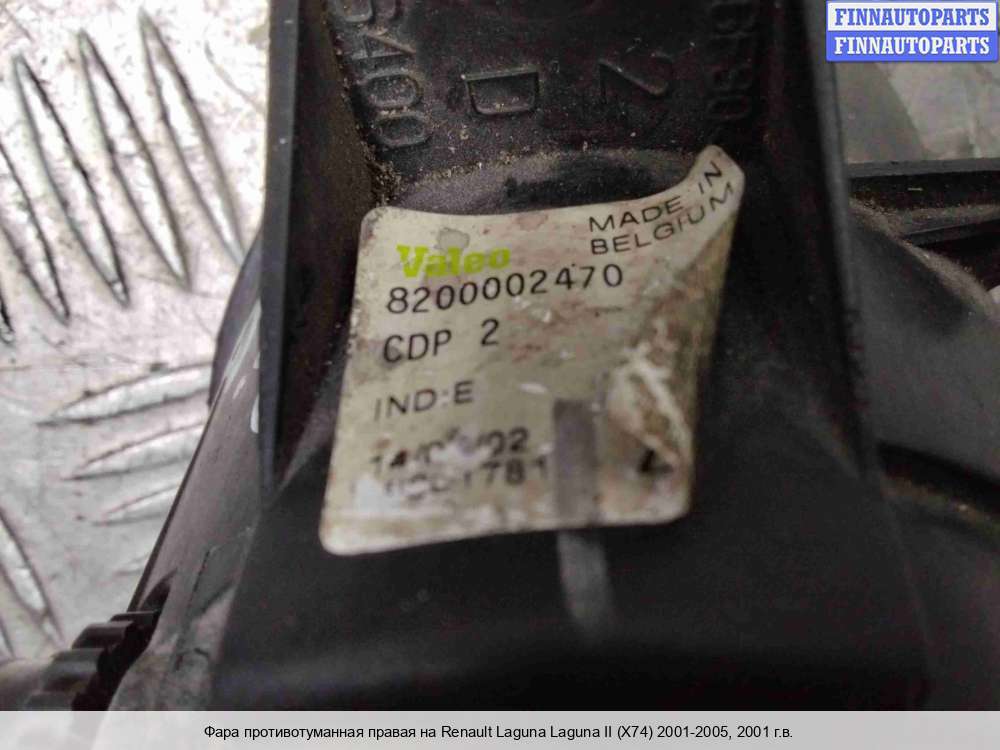 FINNAUTOPARTS
FINNAUTOPARTS
2
D
MADE IN
BELGIUM
Valeo
8200002470
CDP 2
IND:E
Фара противотуманная правая на Renault Laguna Laguna II (X74) 2001-2005, 2001 г.в.